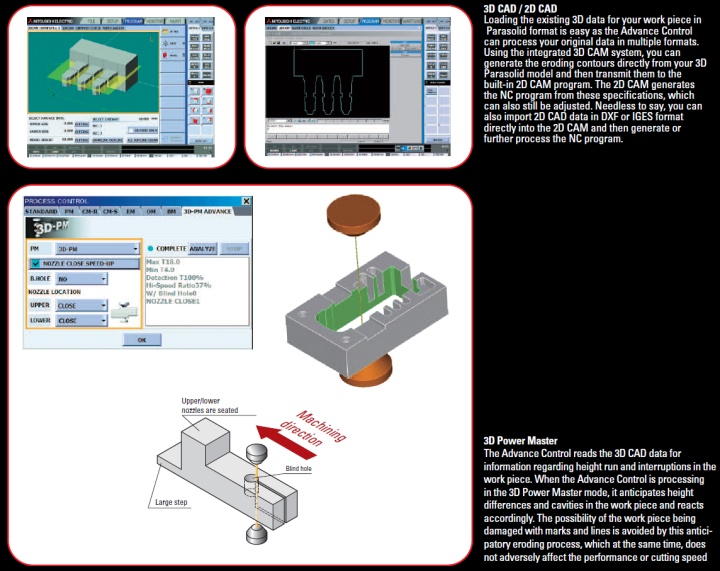 3D CAD / 2D CAD
Loading the existing 3D data for your work piece in
Parasolid format is easy as the Advance Control
can process your original data in multiple formats.
Using the integrated 3D CAM system, you can
generate the eroding contours directly from your 3D
Parasolid model and then transmit them to the
built-in 2D CAM program. The 2D CAM generates
the NC program from these specifications, which
can also still be adjusted. Needless to say, you can
also import 2D CAD data in DXF or IGES format
directly into the 2D CAM and then generate or
further process the NC program.
MITSUBISHI ELECTRIC
MITSUBISHI ELECTRIC
PROCESS CONTROL
STANDARD PM CM-R CM-S EM OM BM 3D-PM ADVANCE
3D-PM
PM 3D-PM
COMPLETE ANALYZE
NOZZLE CLOSE SPEED-UP
B.HOLE NO
NOZZLE LOCATION
UPPER CLOSE
LOWER CLOSE
Max T18.0
Min T4.0
Detection T100%
Hi-Speed Ratio37%
W/ Blind Hole0
NOZZLE CLOSE1
OK
Upper/lower
nozzles are seated
Machining
direction
Blind hole
Large step
3D Power Master
The Advance Control reads the 3D CAD data for
information regarding height run and interruptions in the
work piece. When the Advance Control is processing
in the 3D Power Master mode, it anticipates height
differences and cavities in the work piece and reacts
accordingly. The possibility of the work piece being
damaged with marks and lines is avoided by this antici-
patory eroding process, which at the same time, does
not adversely affect the performance or cutting speed